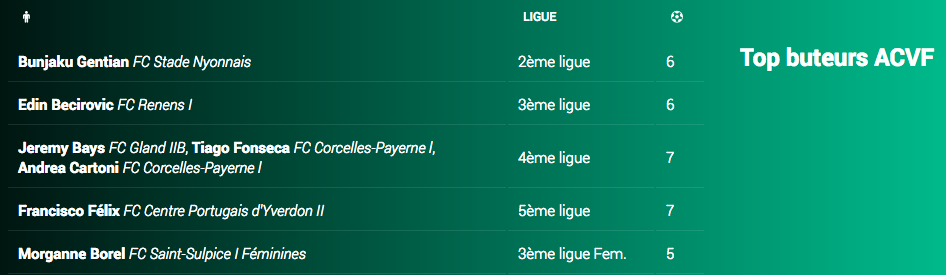 LIGUE
Top buteurs ACVF
Bunjaku Gentian FC Stade Nyonnais 2ème ligue 6
Edin Becirovic FC Renens I 3ème ligue 6
Jeremy Bays FC Gland IIB, Tiago Fonseca FC Corcelles-Payerne I,
Andrea Cartoni FC Corcelles-Payerne I 4ème ligue 7
Francisco Félix FC Centre Portugais d'Yverdon II 5ème ligue 7
Morganne Borel FC Saint-Sulpice I Féminines 3ème ligue Fem. 5